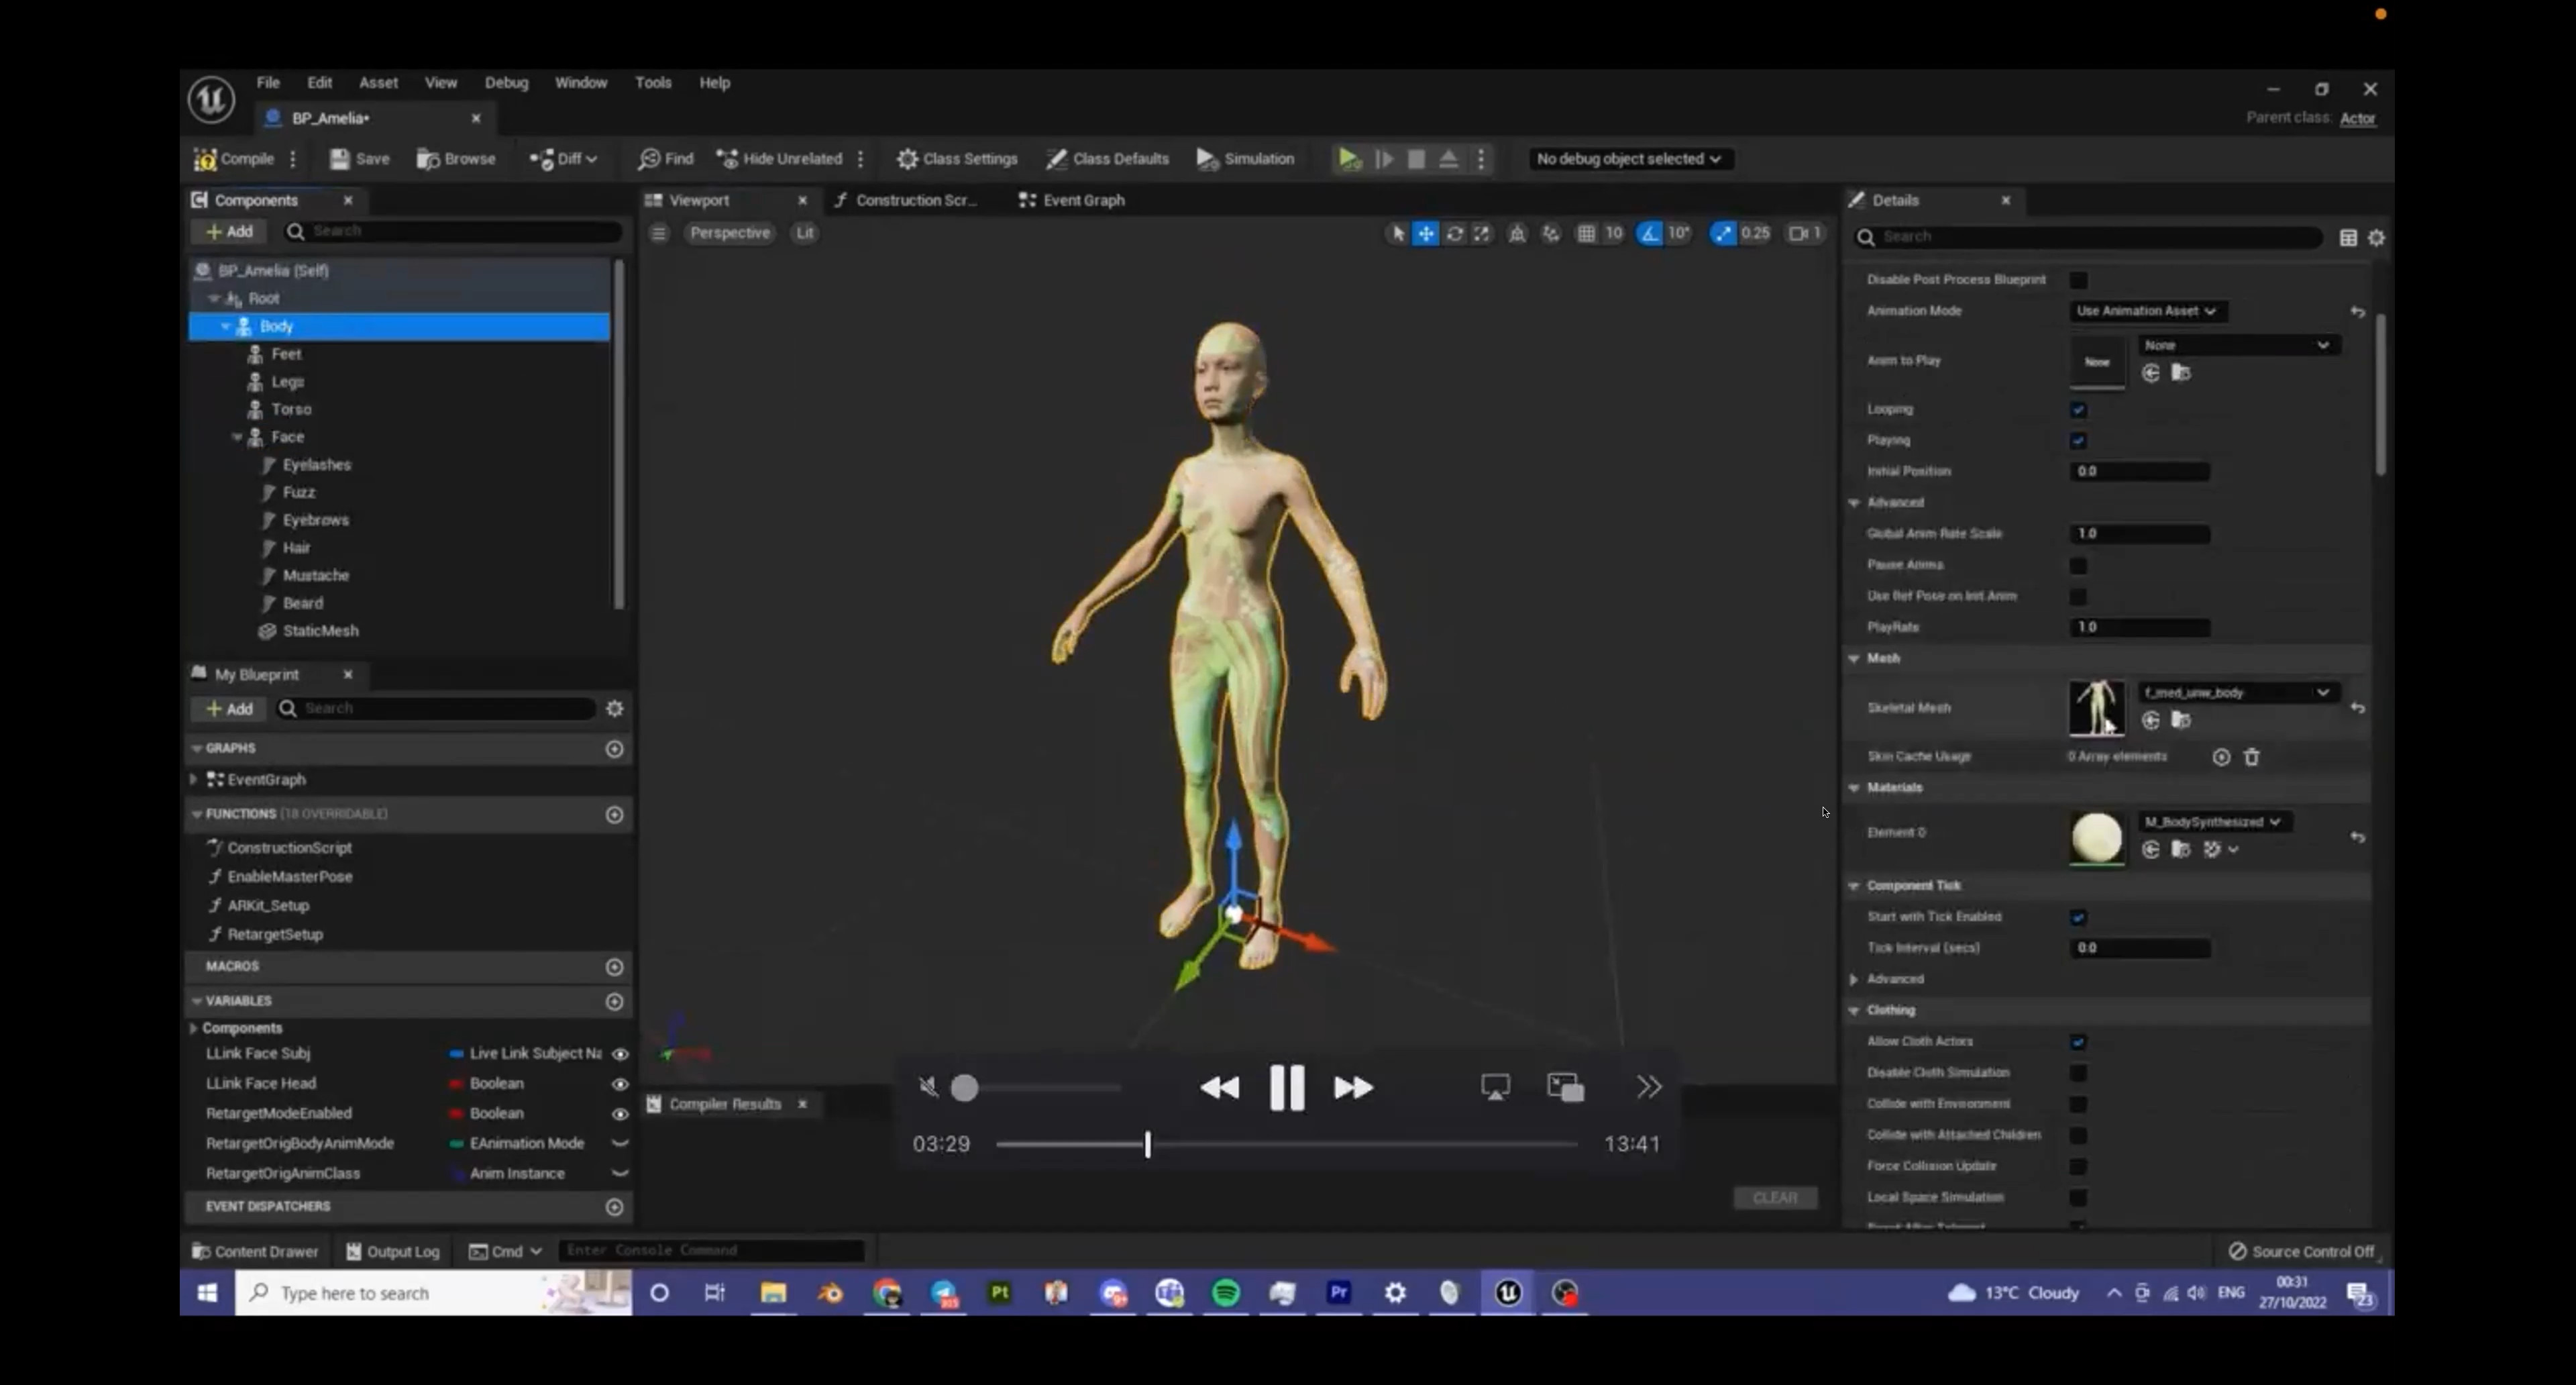 File Edit Asset View Debug Window Tools Help
BP_Amelia•
Parent class: Actor
Compile Save Browse Diff Find Hide Unrelated Class Settings Class Defaults Simulation No debug object selected
Components
Add Search
BP_Amelia (Self)
Root
Body
Feet
Legs
Torso
Face
Eyelashes
Fuzz
Eyebrows
Hair
Mustache
Beard
StaticMesh
My Blueprint
Add Search
GRAPHS
EventGraph
FUNCTIONS (18 OVERRIDABLE)
ConstructionScript
EnableMasterPose
ARKit_Setup
RetargetSetup
MACROS
VARIABLES
Components
LLink Face Subj Live Link Subject Na
LLink Face Head Boolean
RetargetModeEnabled Boolean
RetargetOrigBodyAnimMode EAnimation Mode
RetargetOrigAnimClass Anim Instance
EVENT DISPATCHERS
Viewport Construction Scr... Event Graph
Perspective Lit 10 10° 0.25 1
Compiler Results
03:29 13:41
CLEAR
Details
Search
Disable Post Process Blueprint
Animation Mode Use Animation Asset
Anim to Play None None
Looping
Playing
Initial Position 0.0
Advanced
Global Anim Rate Scale 1.0
Pause Anims
Use Ref Pose on Init Anim
PlayRate 1.0
Mesh
Skeletal Mesh f_med_unw_body
Skin Cache Usage 0 Array elements
Materials
Element 0 M_BodySynthesized
Component Tick
Start with Tick Enabled
Tick Interval (secs) 0.0
Advanced
Clothing
Allow Cloth Actors
Disable Cloth Simulation
Collide with Environment
Collide with Attached Children
Force Collision Update
Local Space Simulation
Content Drawer Output Log Cmd Enter Console Command Source Control Off
Type here to search
Pt
Pr
13°C Cloudy
ENG
00:31
27/10/2022
23